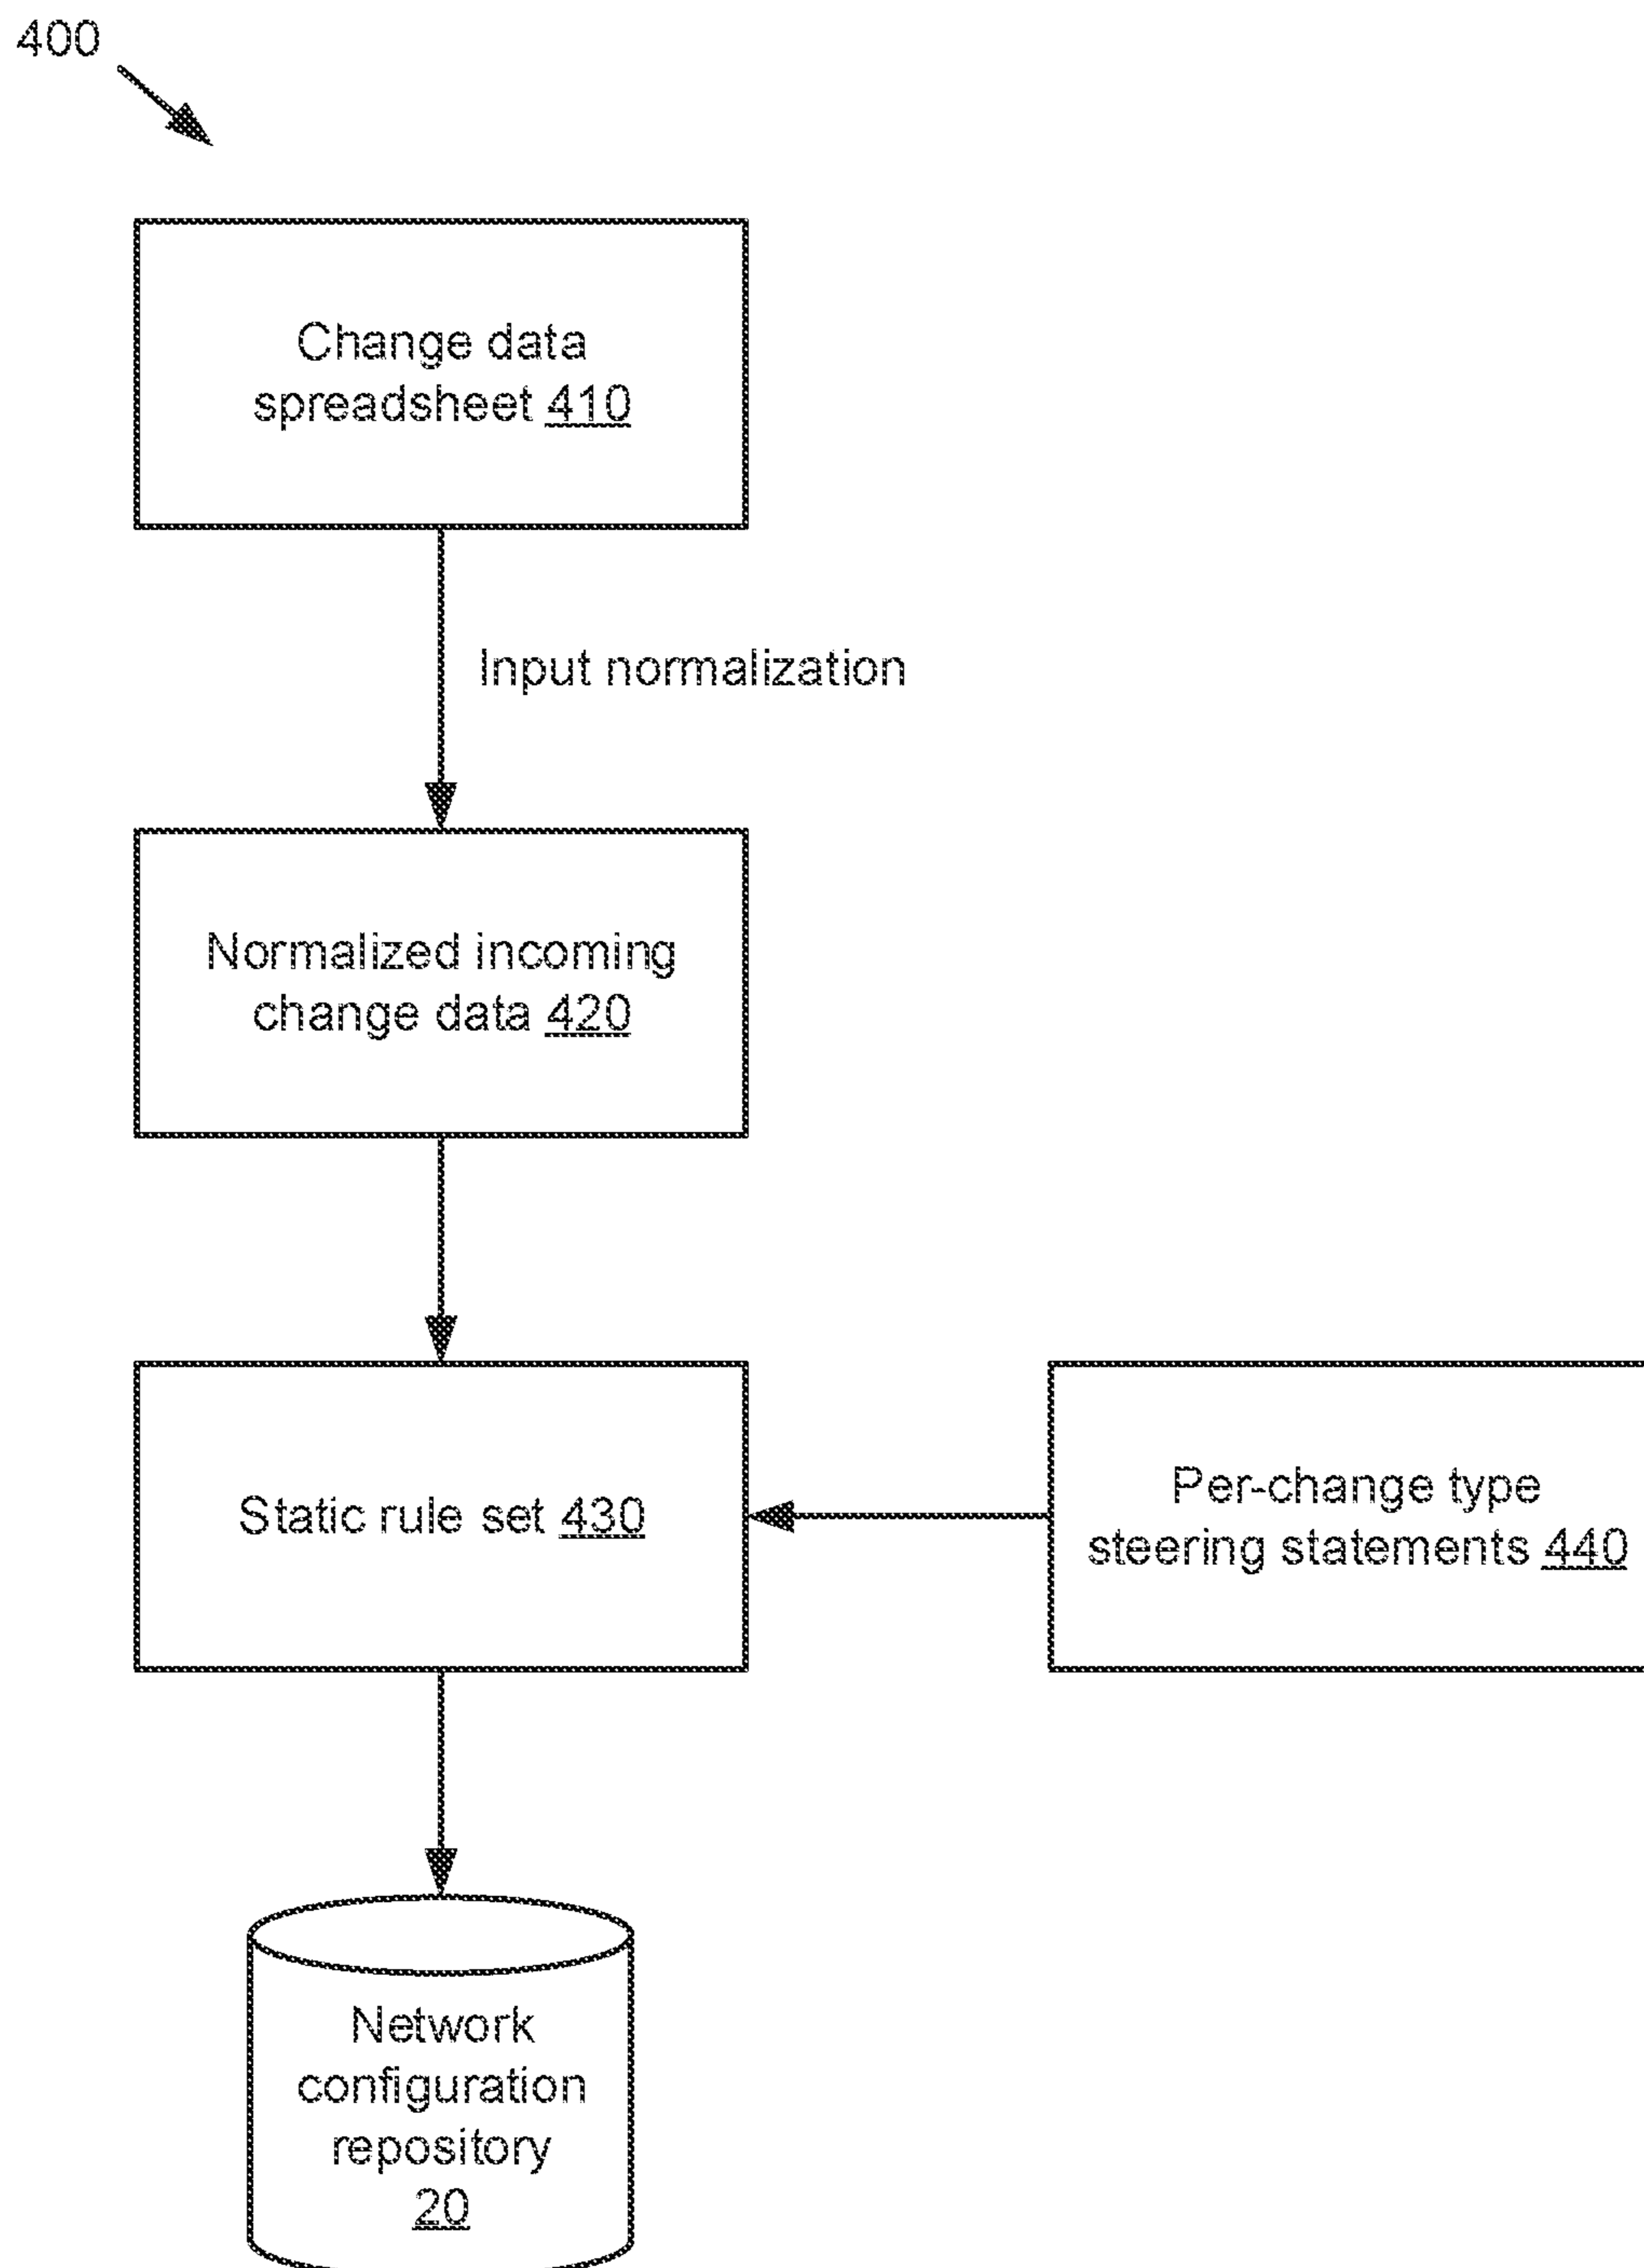 400
Change data
spreadsheet 410
Input normalization
Normalized incoming
change data 420
Static rule set 430
Per-change type
steering statements 440
Network
configuration
repository
20